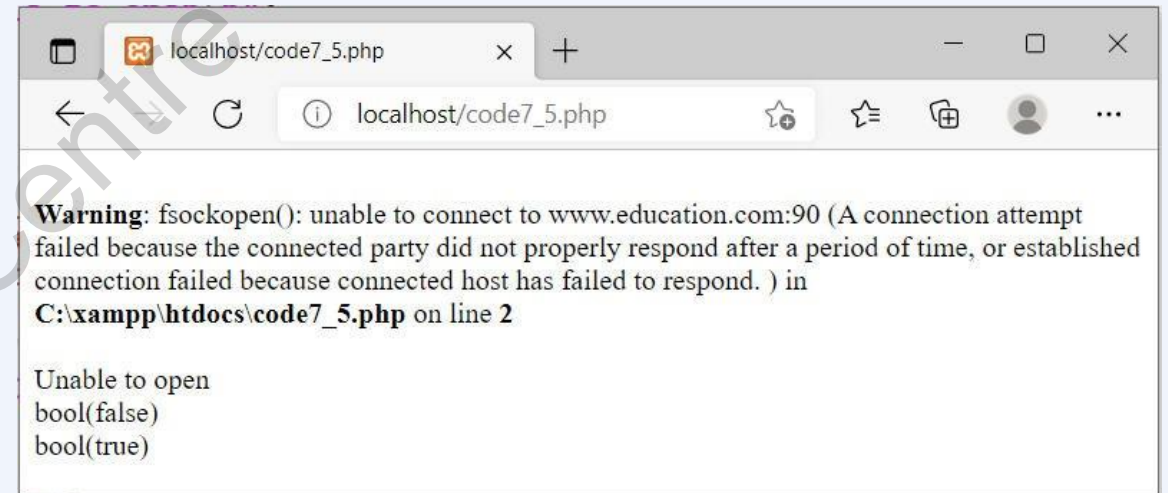 localhost/code7_5.php
localhost/code7_5.php
Warning: fsockopen(): unable to connect to www.education.com:90 (A connection attempt
failed because the connected party did not properly respond after a period of time, or established
connection failed because connected host has failed to respond. ) in
C:\xampp\htdocs\code7_5.php on line 2
Unable to open
bool(false)
bool(true)